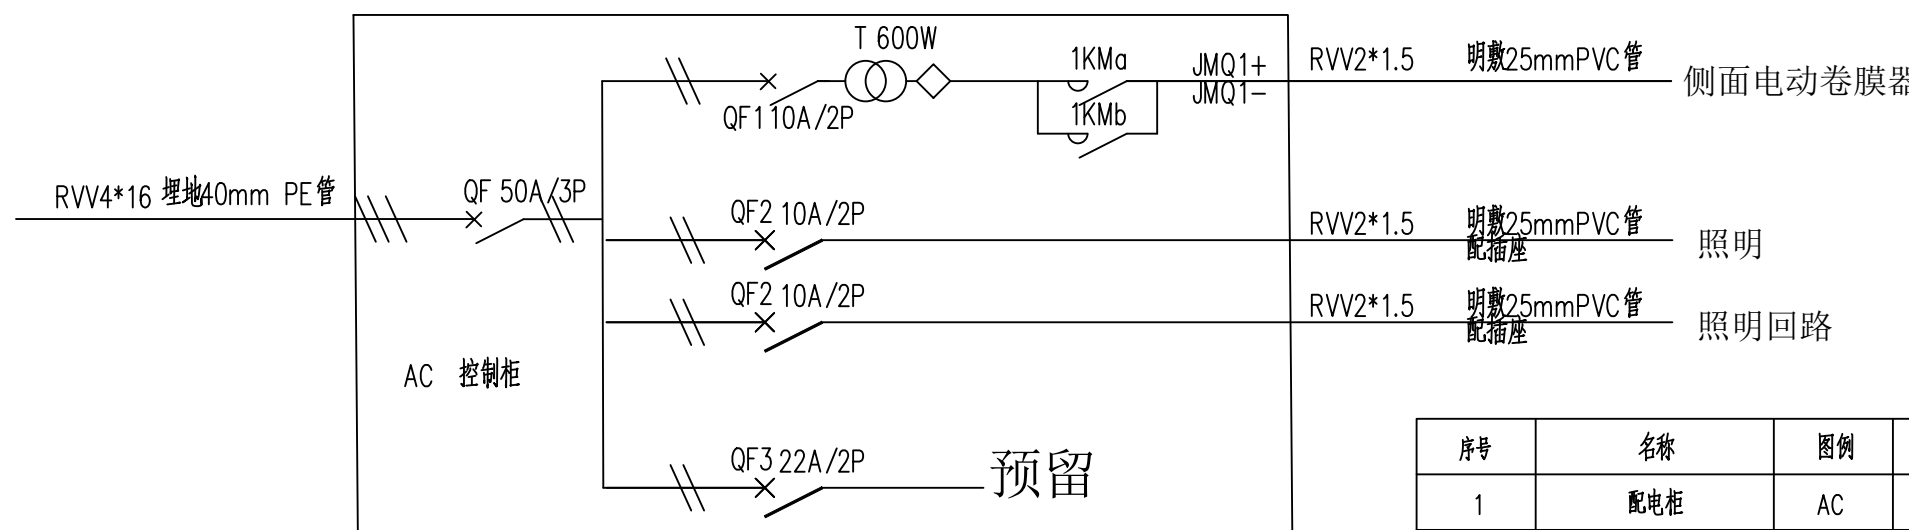 T 600W
1KMa
JMQ1+
RVV2*1.5 明敷25mmPVC管
侧面电动卷膜器
JMQ1-
QF110A/2P
1KMb
RVV4*16 埋地40mm PE管
QF 50A/3P
QF2 10A/2P
RVV2*1.5 明敷25mmPVC管
配插座
照明
QF2 10A/2P
RVV2*1.5 明敷25mmPVC管
配插座
照明回路
AC 控制柜
QF3 22A/2P
预留
序号 名称 图例
1 配电柜 AC